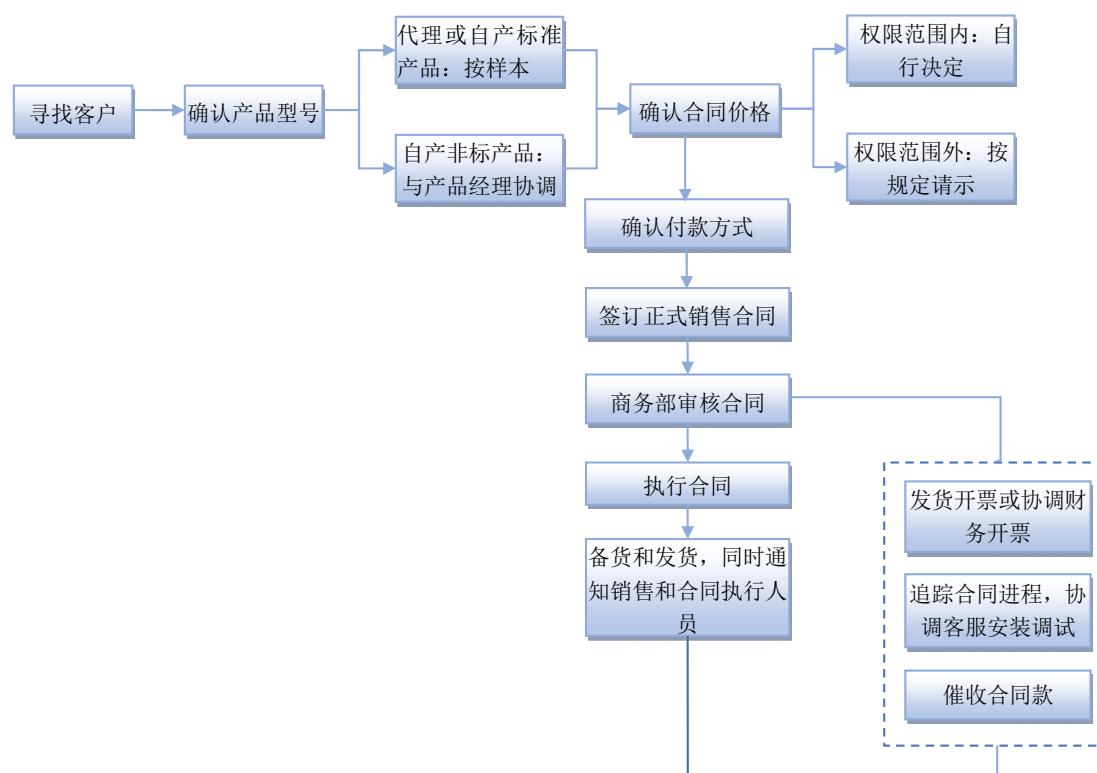 寻找客户
确认产品型号
代理或自产标准
产品：按样本
自产非标产品：
与产品经理协调
确认合同价格
权限范围内：自
行决定
权限范围外：按
规定请示
确认付款方式
签订正式销售合同
商务部审核合同
执行合同
备货和发货，同时通
知销售和合同执行人
员
发货开票或协调财
务开票
追踪合同进程，协
调客服安装调试
催收合同款